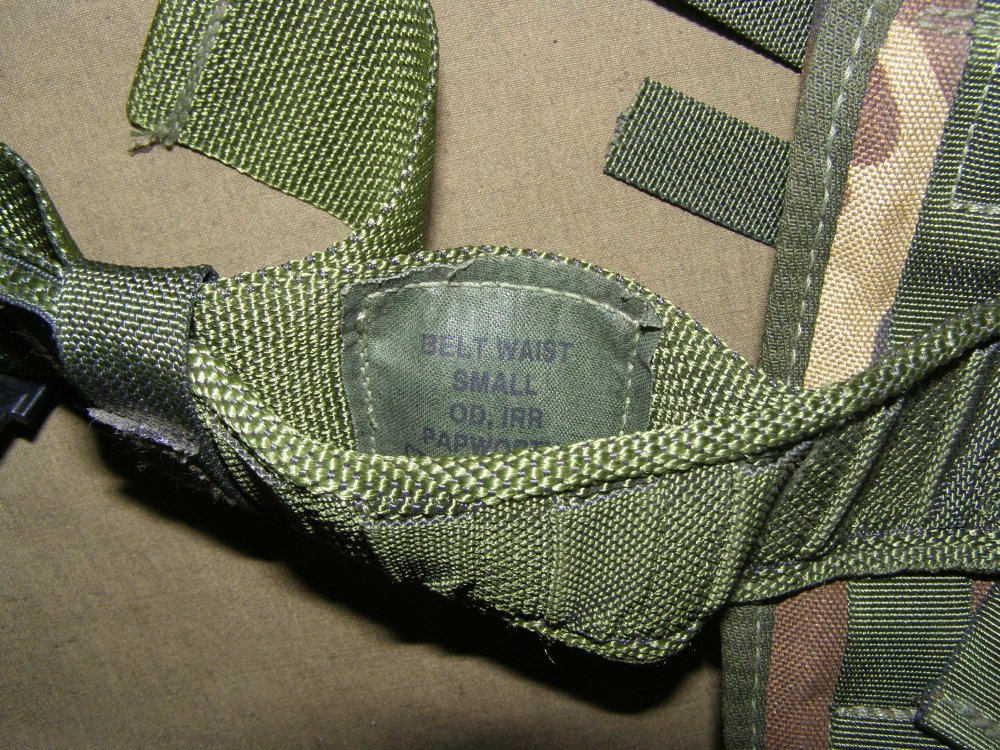 BELT WAIST
SMALL
OD, IRR